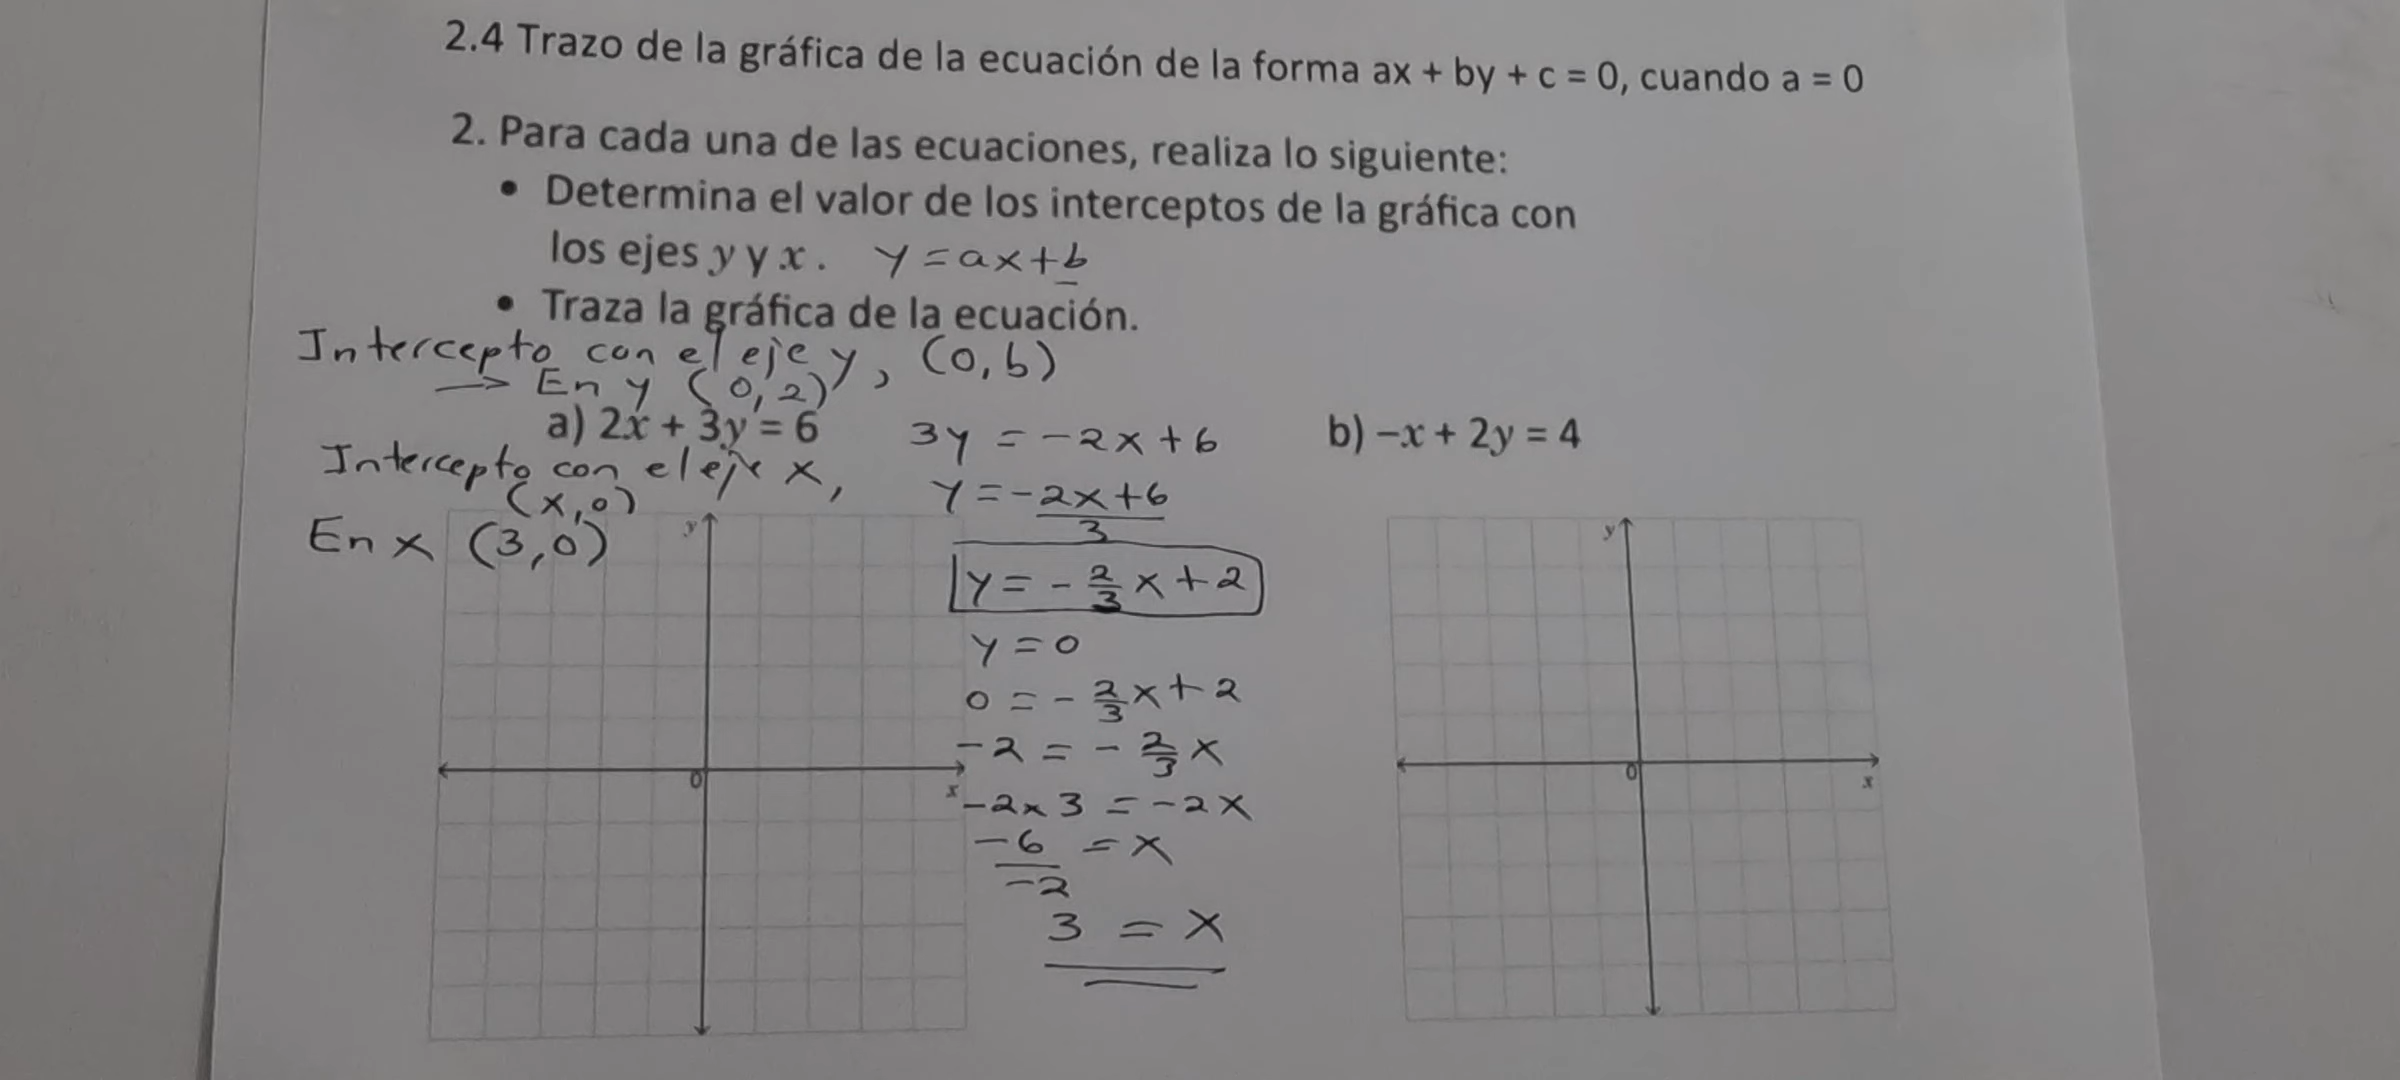 2.4 Trazo de la gráfica de la ecuación de la forma ax + by + c = 0, cuando a = 0
2. Para cada una de las ecuaciones, realiza lo siguiente:
• Determina el valor de los interceptos de la gráfica con
los ejes y y x. y = ax + b
• Traza la gráfica de la ecuación.
Intercepto con el eje y, (0, b)
→ En y (0, 2)
a) 2x + 3y = 6
Intercepto con el eje x,
(x, 0)
En x (3, 0)
3y = -2x + 6
y = -2x + 6
3
y = - 2/3 x + 2
y = 0
0 = - 2/3 x + 2
-2 = - 2/3 x
-2 x 3 = -2x
-6 = x
-2
3 = x
y
0
x
b) −x + 2y = 4
y
0
x